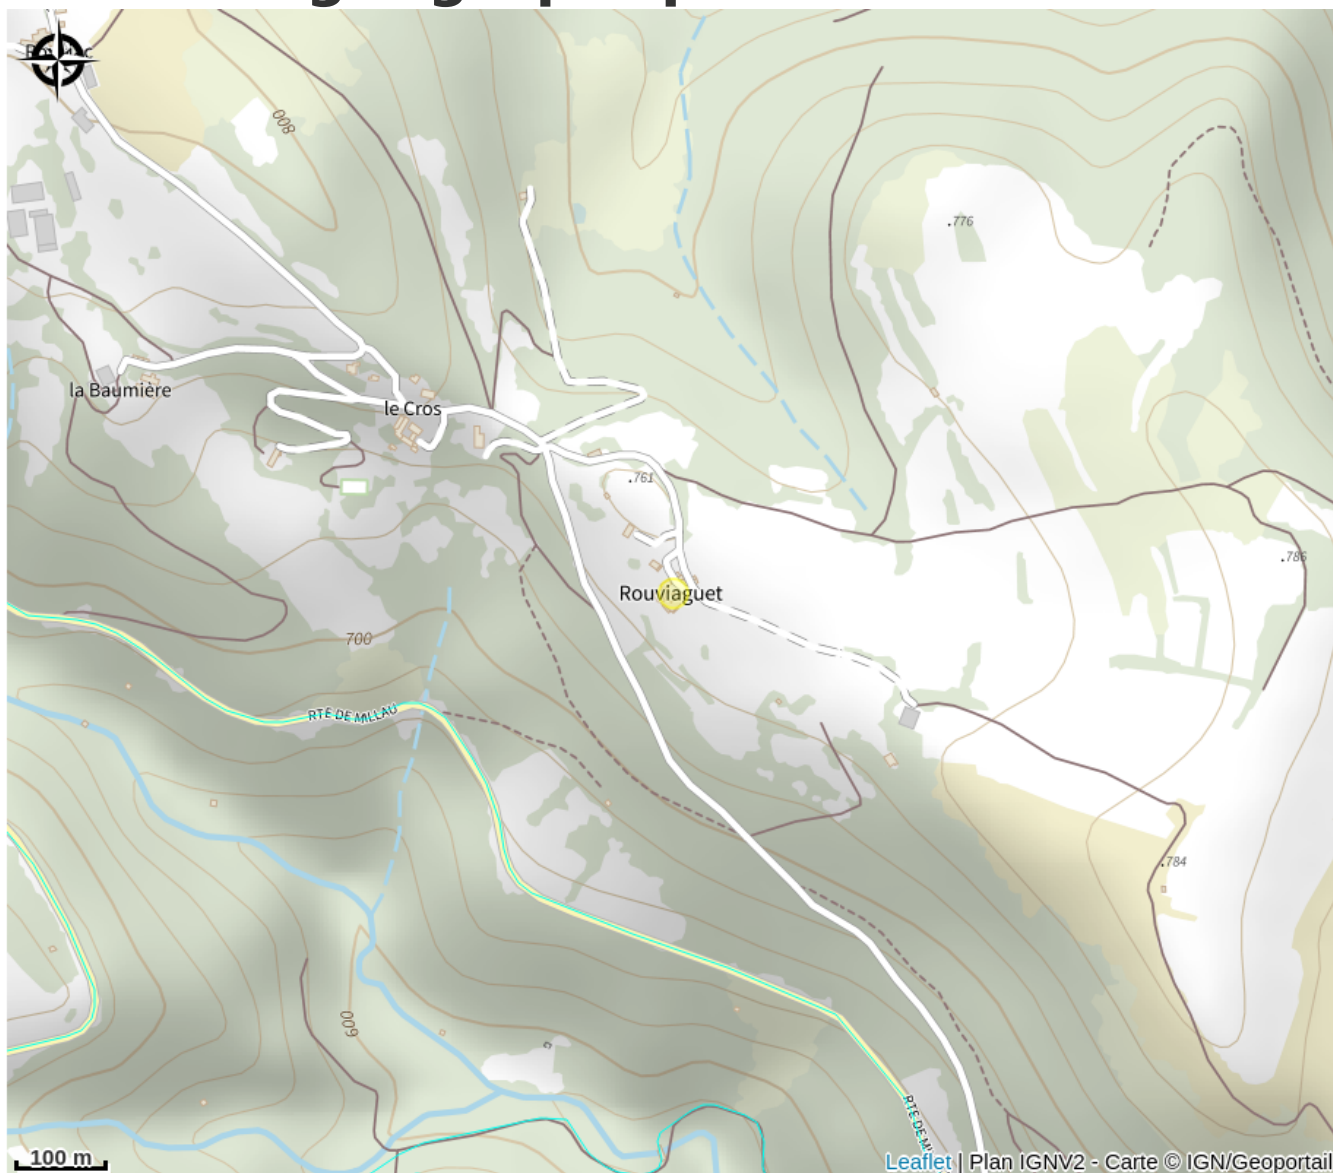 800
.776
la Baumière
le Cros
.761
.786
Rouviaguet
700
RTE DE MILLAU
.784
600
RTE DE MI
100 m
Leaflet | Plan IGNV2 - Carte © IGN/Geoportail